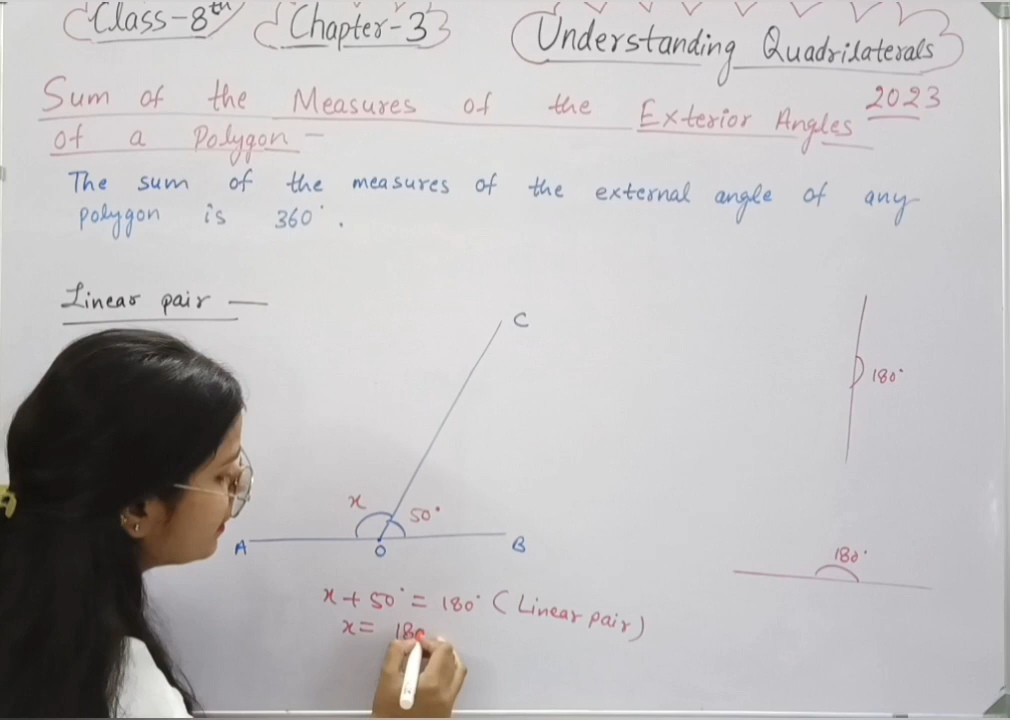 Class-8th Chapter-3 Understanding Quadrilaterals
Sum of the Measures of the Exterior Angles 2023
of a Polygon -
The sum of the measures of the external angle of any
polygon is 360°.
Linear pair -
C
180°
x 50°
A O B
180°
x + 50° = 180° (Linear pair)
x = 180